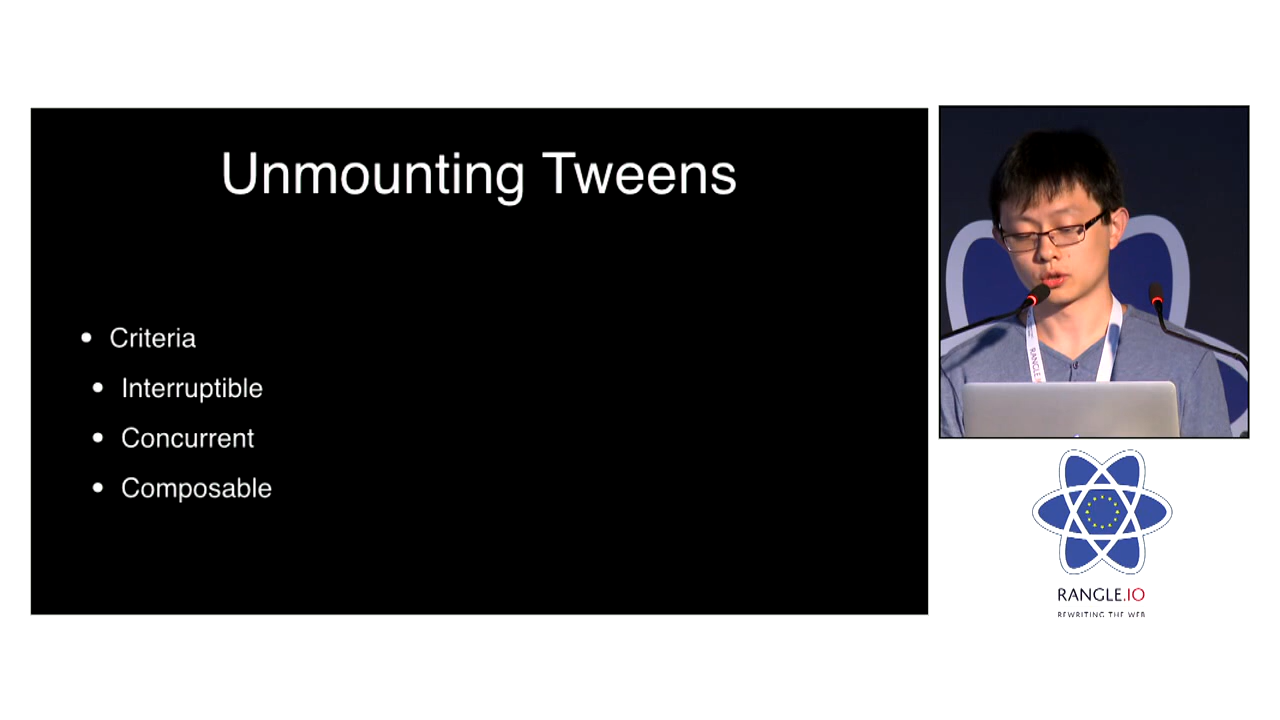 Unmounting Tweens
Criteria
Interruptible
Concurrent
Composable
RANGLE.IO
REWRITING THE WEB